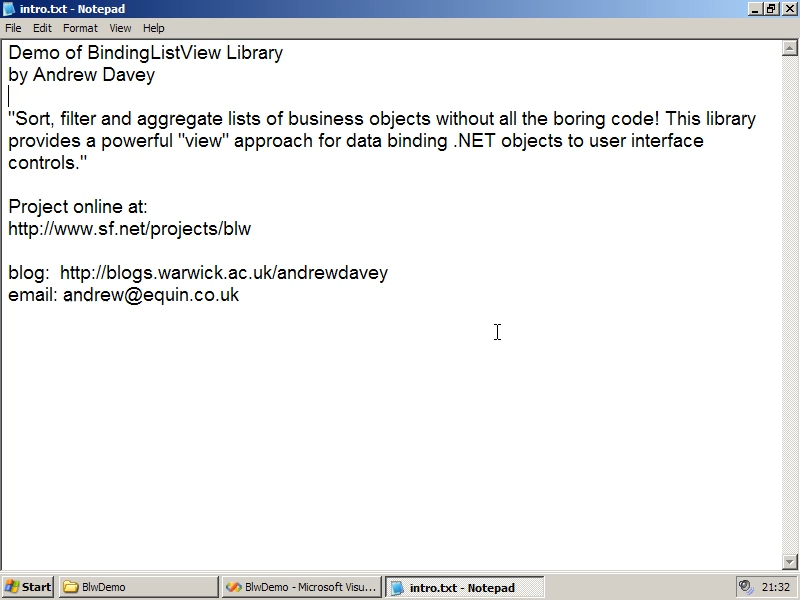 intro.txt - Notepad
File Edit Format View Help
Demo of BindingListView Library
by Andrew Davey
"Sort, filter and aggregate lists of business objects without all the boring code! This library
provides a powerful "view" approach for data binding .NET objects to user interface
controls."
Project online at:
http://www.sf.net/projects/blw
blog:  http://blogs.warwick.ac.uk/andrewdavey
email: andrew@equin.co.uk
Start BlwDemo BlwDemo - Microsoft Visu... intro.txt - Notepad 21:32